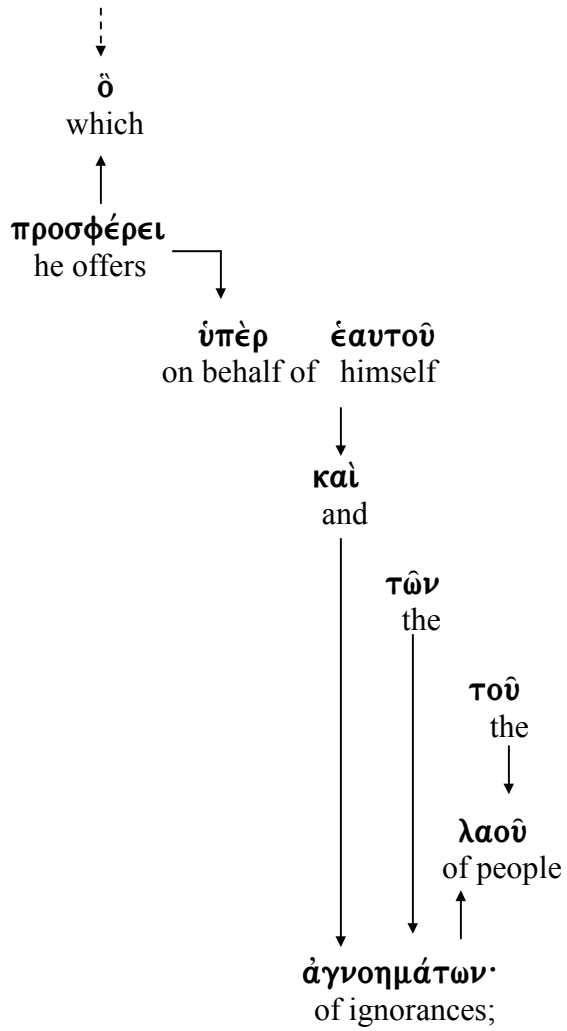 ὃ
which
προσφέρει
he offers
ὑπὲρ ἑαυτοῦ
on behalf of himself
καὶ
and
τῶν
the
τοῦ
the
λαοῦ
of people
ἀγνοημάτων·
of ignorances;